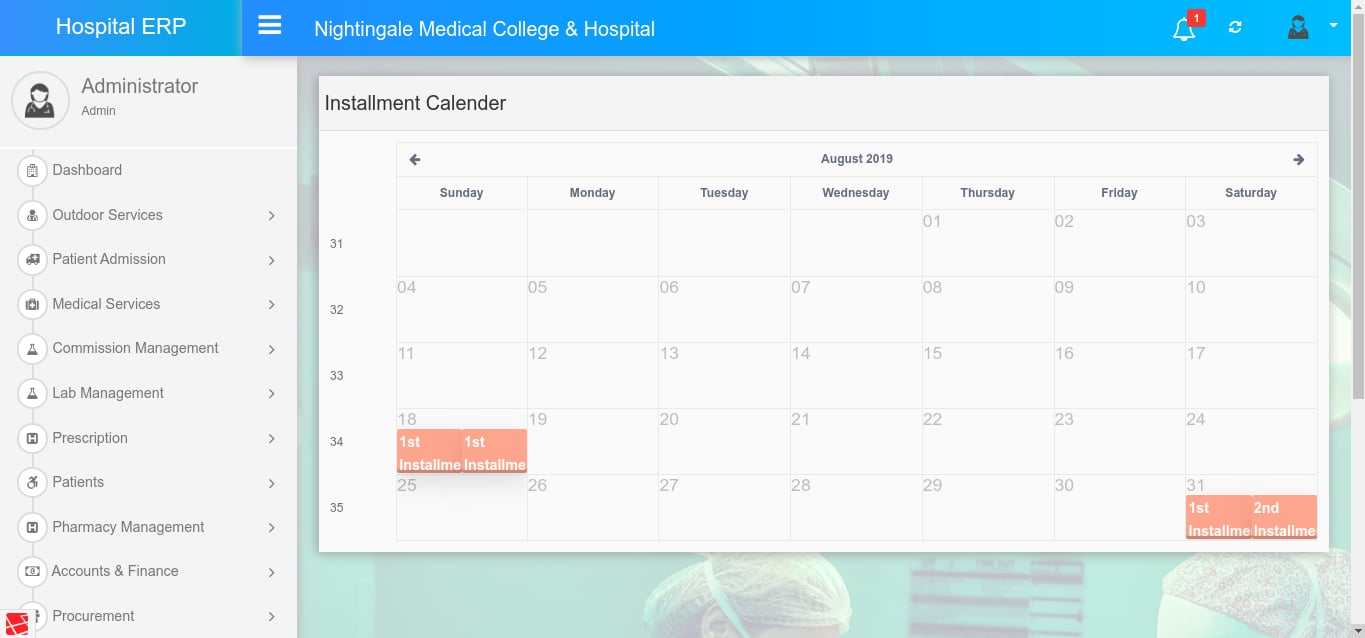 Hospital ERP
Nightingale Medical College & Hospital
1
Administrator
Admin
Dashboard
Outdoor Services
Patient Admission
Medical Services
Commission Management
Lab Management
Prescription
Patients
Pharmacy Management
Accounts & Finance
Procurement
Installment Calender
August 2019
Sunday Monday Tuesday Wednesday Thursday Friday Saturday
01 02 03
31
04 05 06 07 08 09 10
32
11 12 13 14 15 16 17
33
18 19 20 21 22 23 24
34
1st 1st
Installme Installme
25 26 27 28 29 30 31
35
1st 2nd
Installme Installme